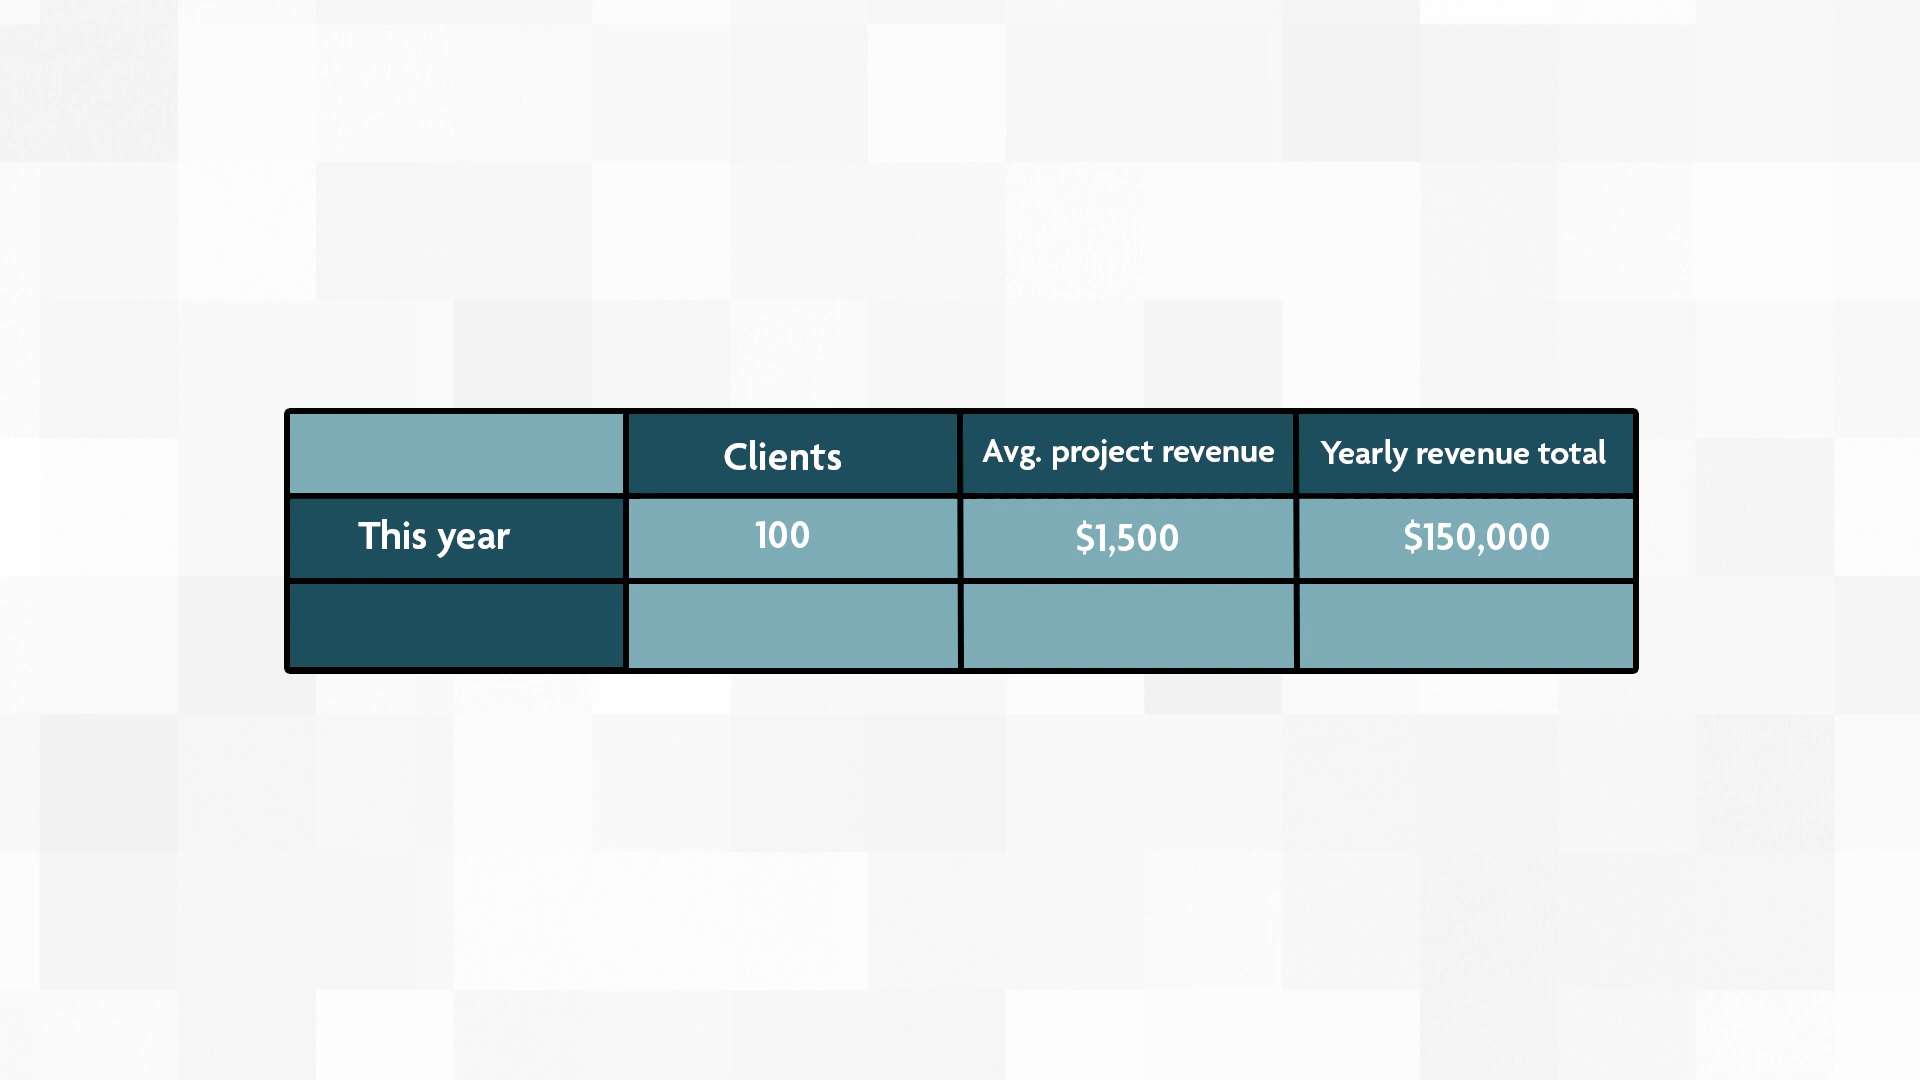 Clients Avg. project revenue Yearly revenue total
This year 100 $1,500 $150,000